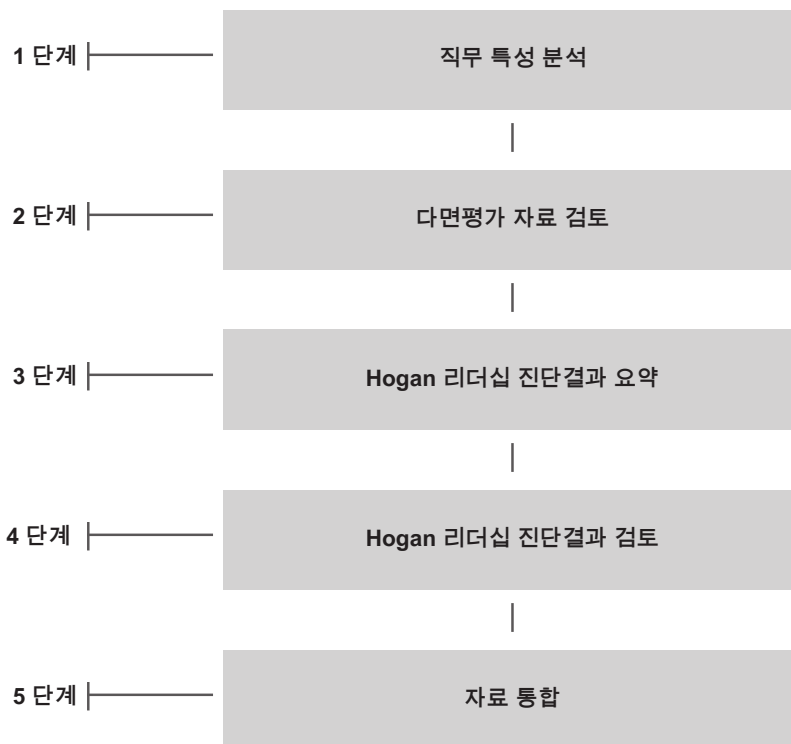 1 단계 직무 특성 분석
2 단계 다면평가 자료 검토
3 단계 Hogan 리더십 진단결과 요약
4 단계 Hogan 리더십 진단결과 검토
5 단계 자료 통합